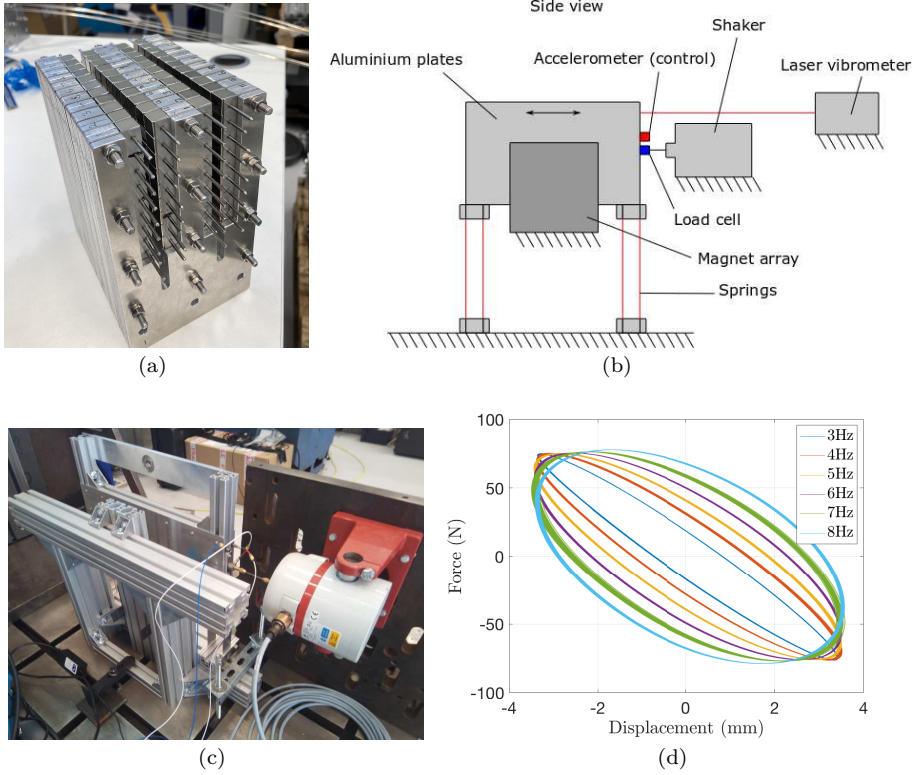 Side view
Shaker
Aluminium plates
Accelerometer (control)
Laser vibrometer
Load cell
Magnet array
Springs
(a)
(b)
100
50
0
-50
-100
Force (N)
3Hz
4Hz
5Hz
6Hz
7Hz
8Hz
-4 -2 0 2 4
Displacement (mm)
(c)
(d)